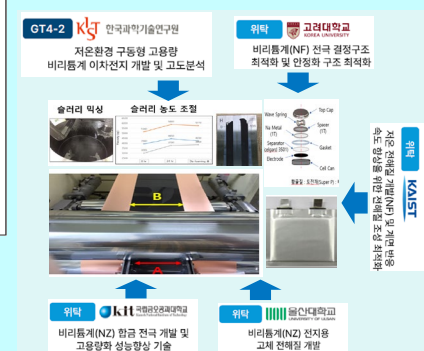 GT4-2 KIST 한국과학기술연구원
저온환경 구동형 고용량
비리튬계 이차전지 개발 및 고도분석
위탁 고려대학교
KOREA UNIVERSITY
비리튬계(NF) 전극 결정구조
최적화 및 안정화 구조 최적화
슬러리 믹싱
슬러리 농도 조절
Wave Spring
Top Cap
Na Metal
(1T)
Spacer
(1T)
Separator
Gasket
Electrode
Cell Can
B
A
위탁 KAIST
저온 전해질 개발(NF) 및 계면 반응
속도 향상을 위한 전해질 조성 최적화
위탁 kit 국립금오공과대학교
비리튬계(NZ) 합금 전극 개발 및
고용량화 성능향상 기술
위탁 울산대학교
UNIVERSITY OF ULSAN
비리튬계(NZ) 전지용
고체 전해질 개발